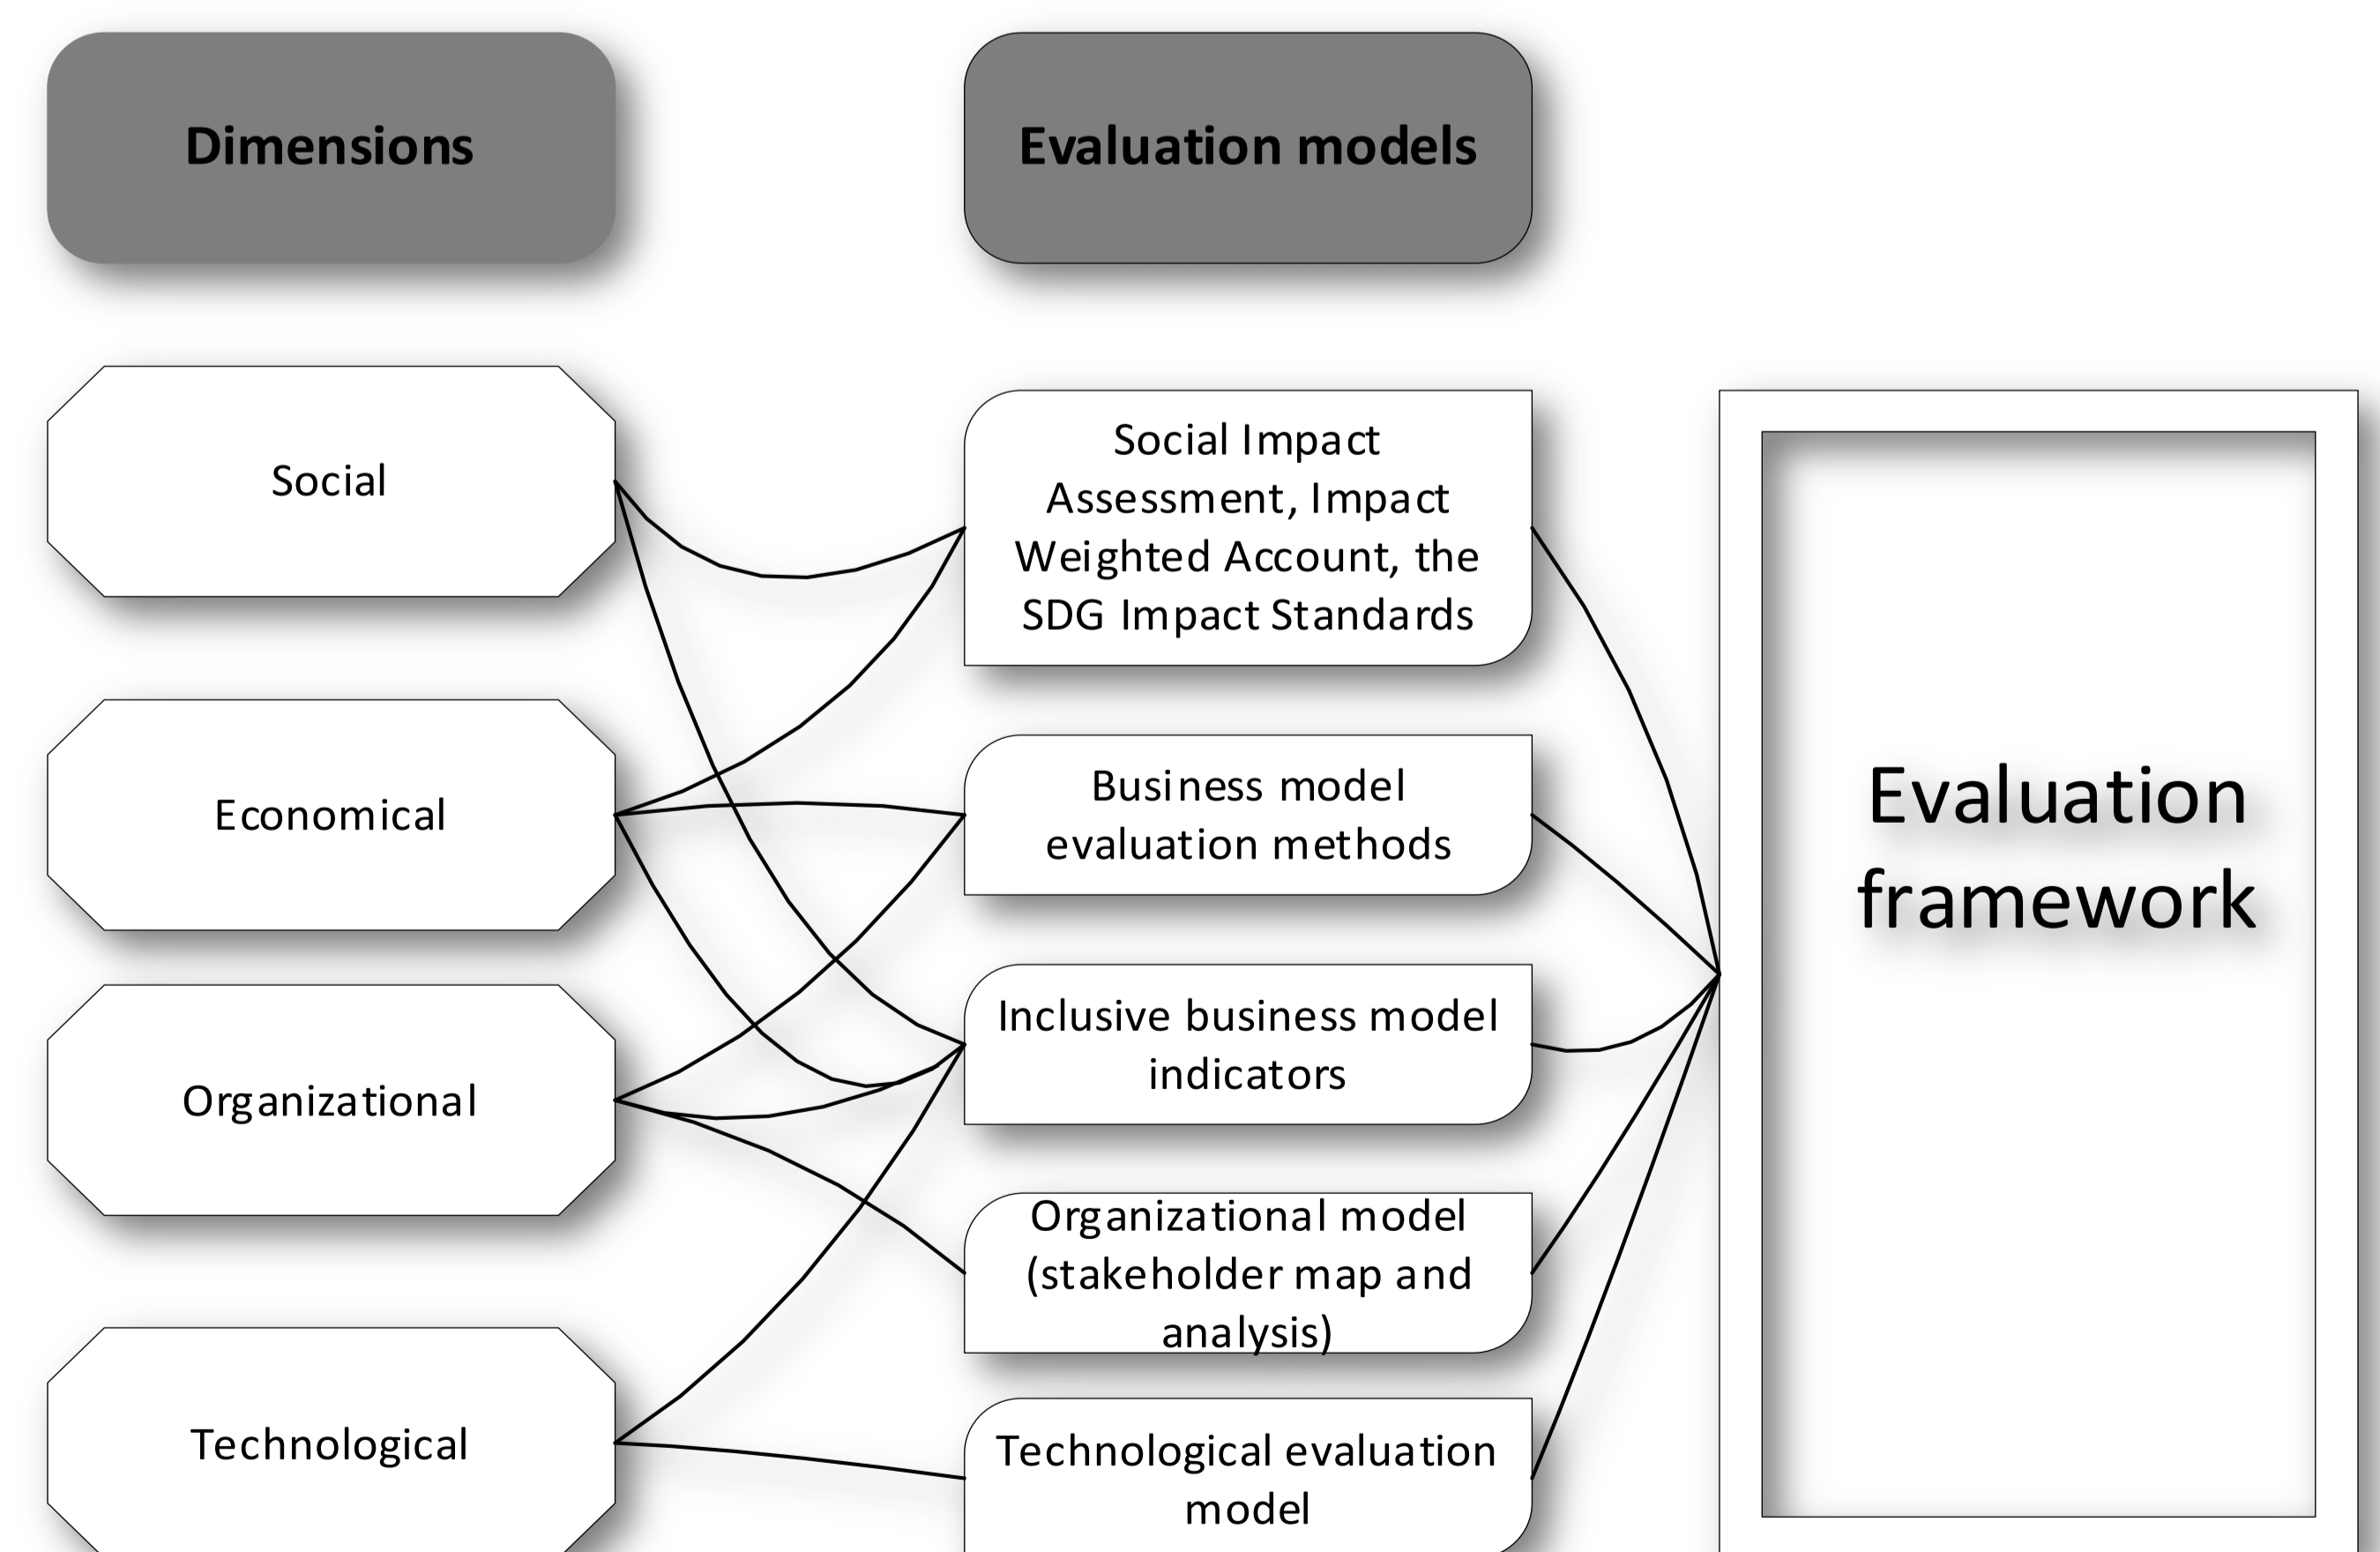 Dimensions
Evaluation models
Social
Economical
Organizational
Technological
Social Impact
Assessment, Impact
Weighted Account, the
SDG Impact Standards
Business model
evaluation methods
Inclusive business model
indicators
Organizational model
(stakeholder map and
analysis)
Technological evaluation
model
Evaluation
framework